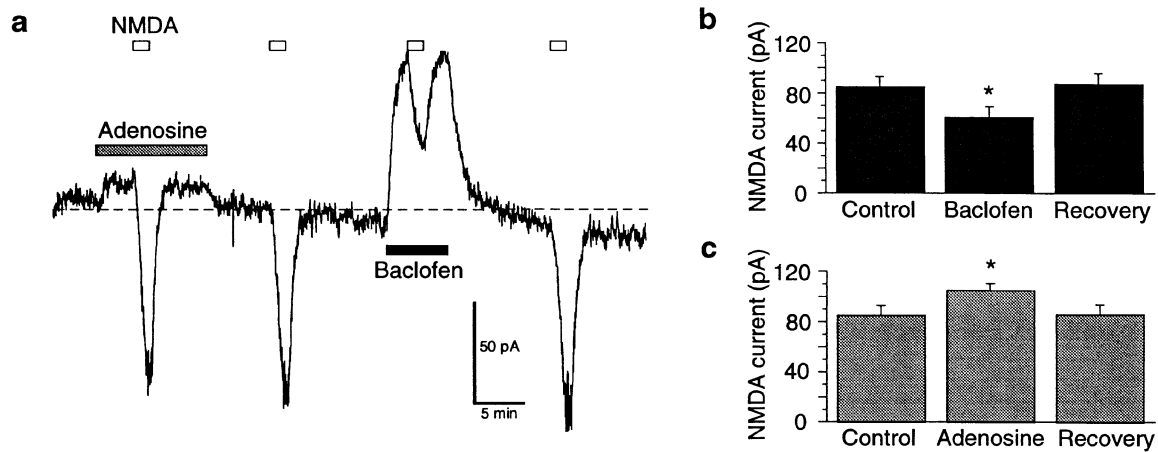 a
NMDA
Adenosine
Baclofen
50 pA
5 min
b
NMDA current (pA)
120
80
40
0
Control Baclofen Recovery
*
c
NMDA current (pA)
120
80
40
0
Control Adenosine Recovery
*